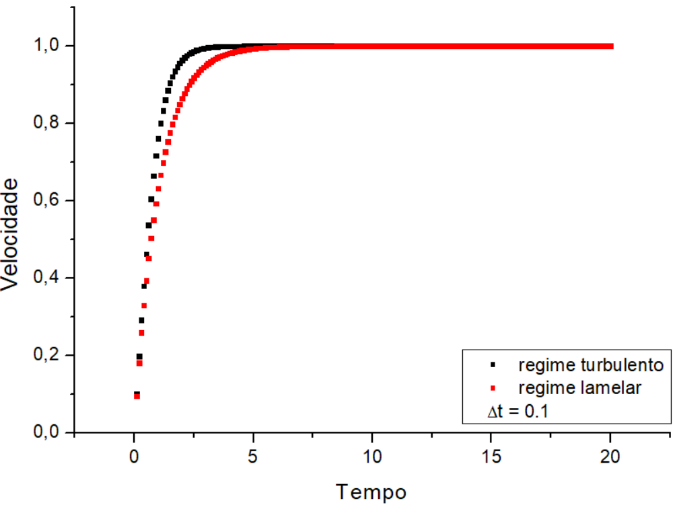 1,0
0,8
0,6
0,4
0,2
0,0
Velocidade
regime turbulento
regime lamelar
Δt = 0.1
0 5 10 15 20
Tempo